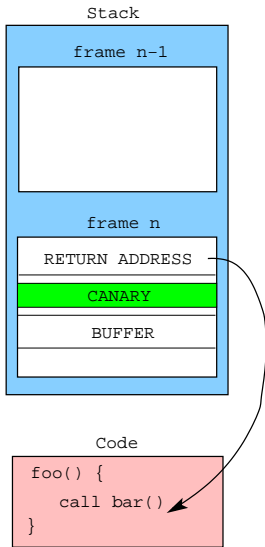 Stack
frame n-1
frame n
RETURN ADDRESS
CANARY
BUFFER
Code
foo() {
call bar()
}